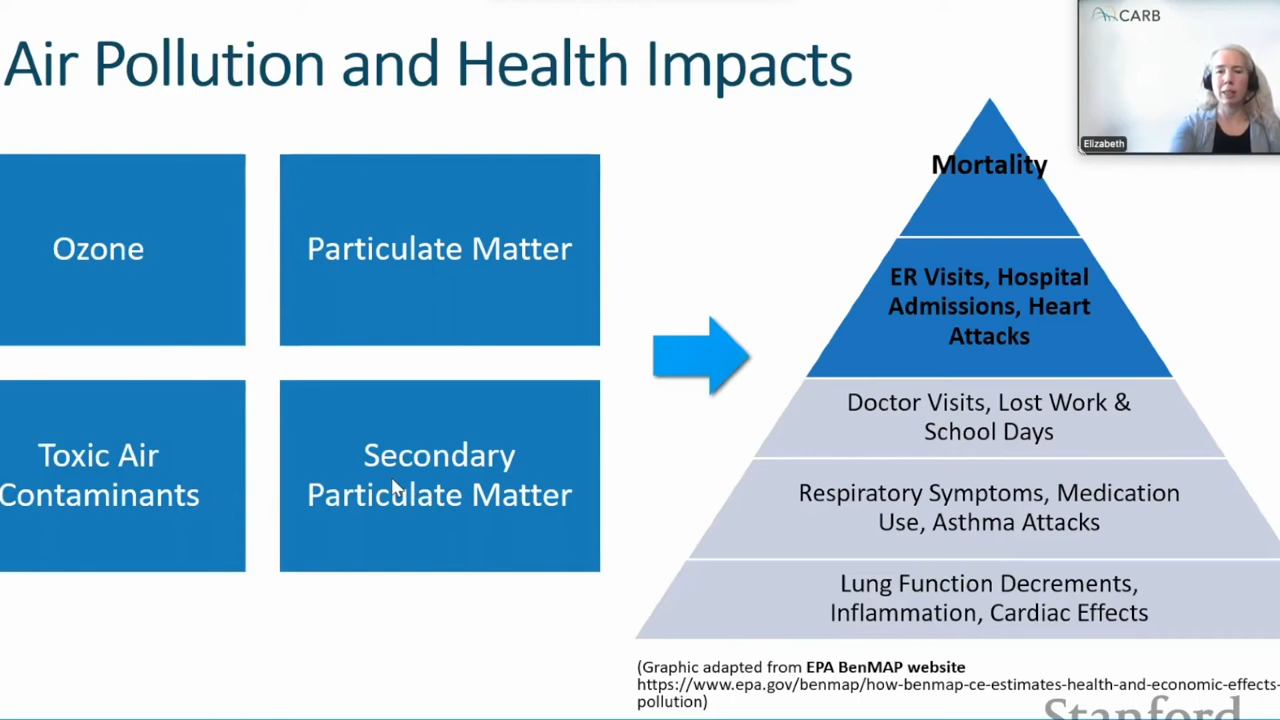 Air Pollution and Health Impacts
CARB
Elizabeth
Ozone
Particulate Matter
Toxic Air
Contaminants
Secondary
Particulate Matter
Mortality
ER Visits, Hospital
Admissions, Heart
Attacks
Doctor Visits, Lost Work &
School Days
Respiratory Symptoms, Medication
Use, Asthma Attacks
Lung Function Decrements,
Inflammation, Cardiac Effects
(Graphic adapted from EPA BenMAP website
https://www.epa.gov/benmap/how-benmap-ce-estimates-health-and-economic-effects-
pollution)
Stanford